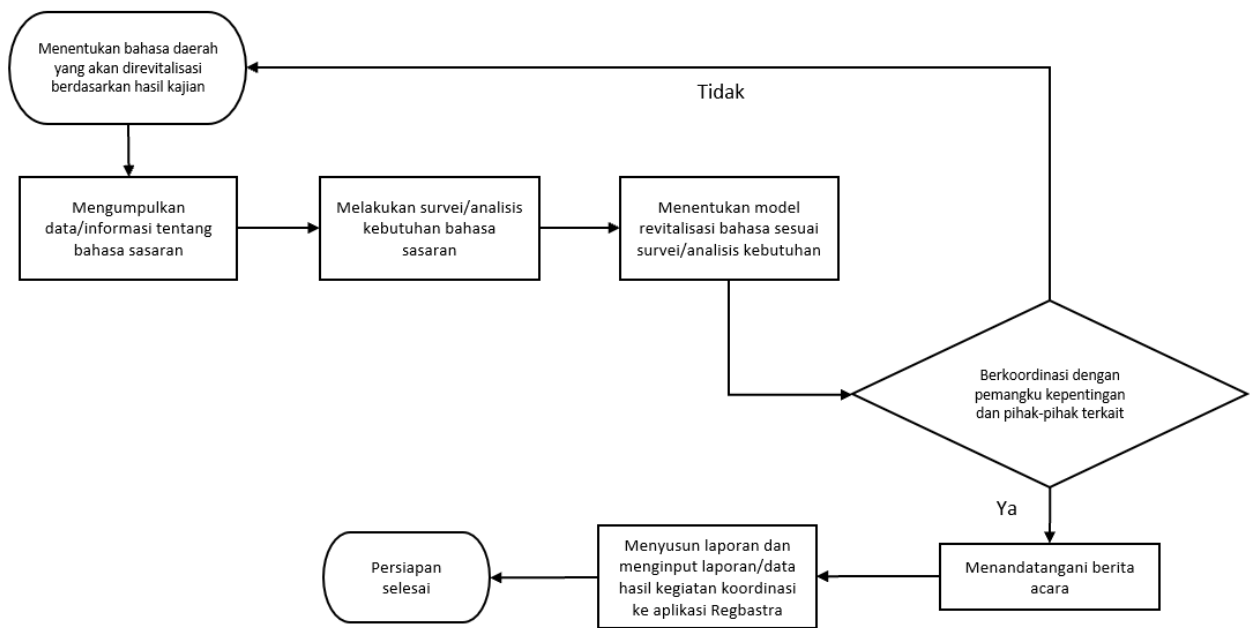 Menentukan bahasa daerah
yang akan direvitalisasi
berdasarkan hasil kajian
Tidak
Mengumpulkan
data/informasi tentang
bahasa sasaran
Melakukan survei/analisis
kebutuhan bahasa
sasaran
Menentukan model
revitalisasi bahasa sesuai
survei/analisis kebutuhan
Berkoordinasi dengan
pemangku kepentingan
dan pihak-pihak terkait
Ya
Menandatangani berita
acara
Menyusun laporan dan
menginput laporan/data
hasil kegiatan koordinasi
ke aplikasi Regbastra
Persiapan
selesai